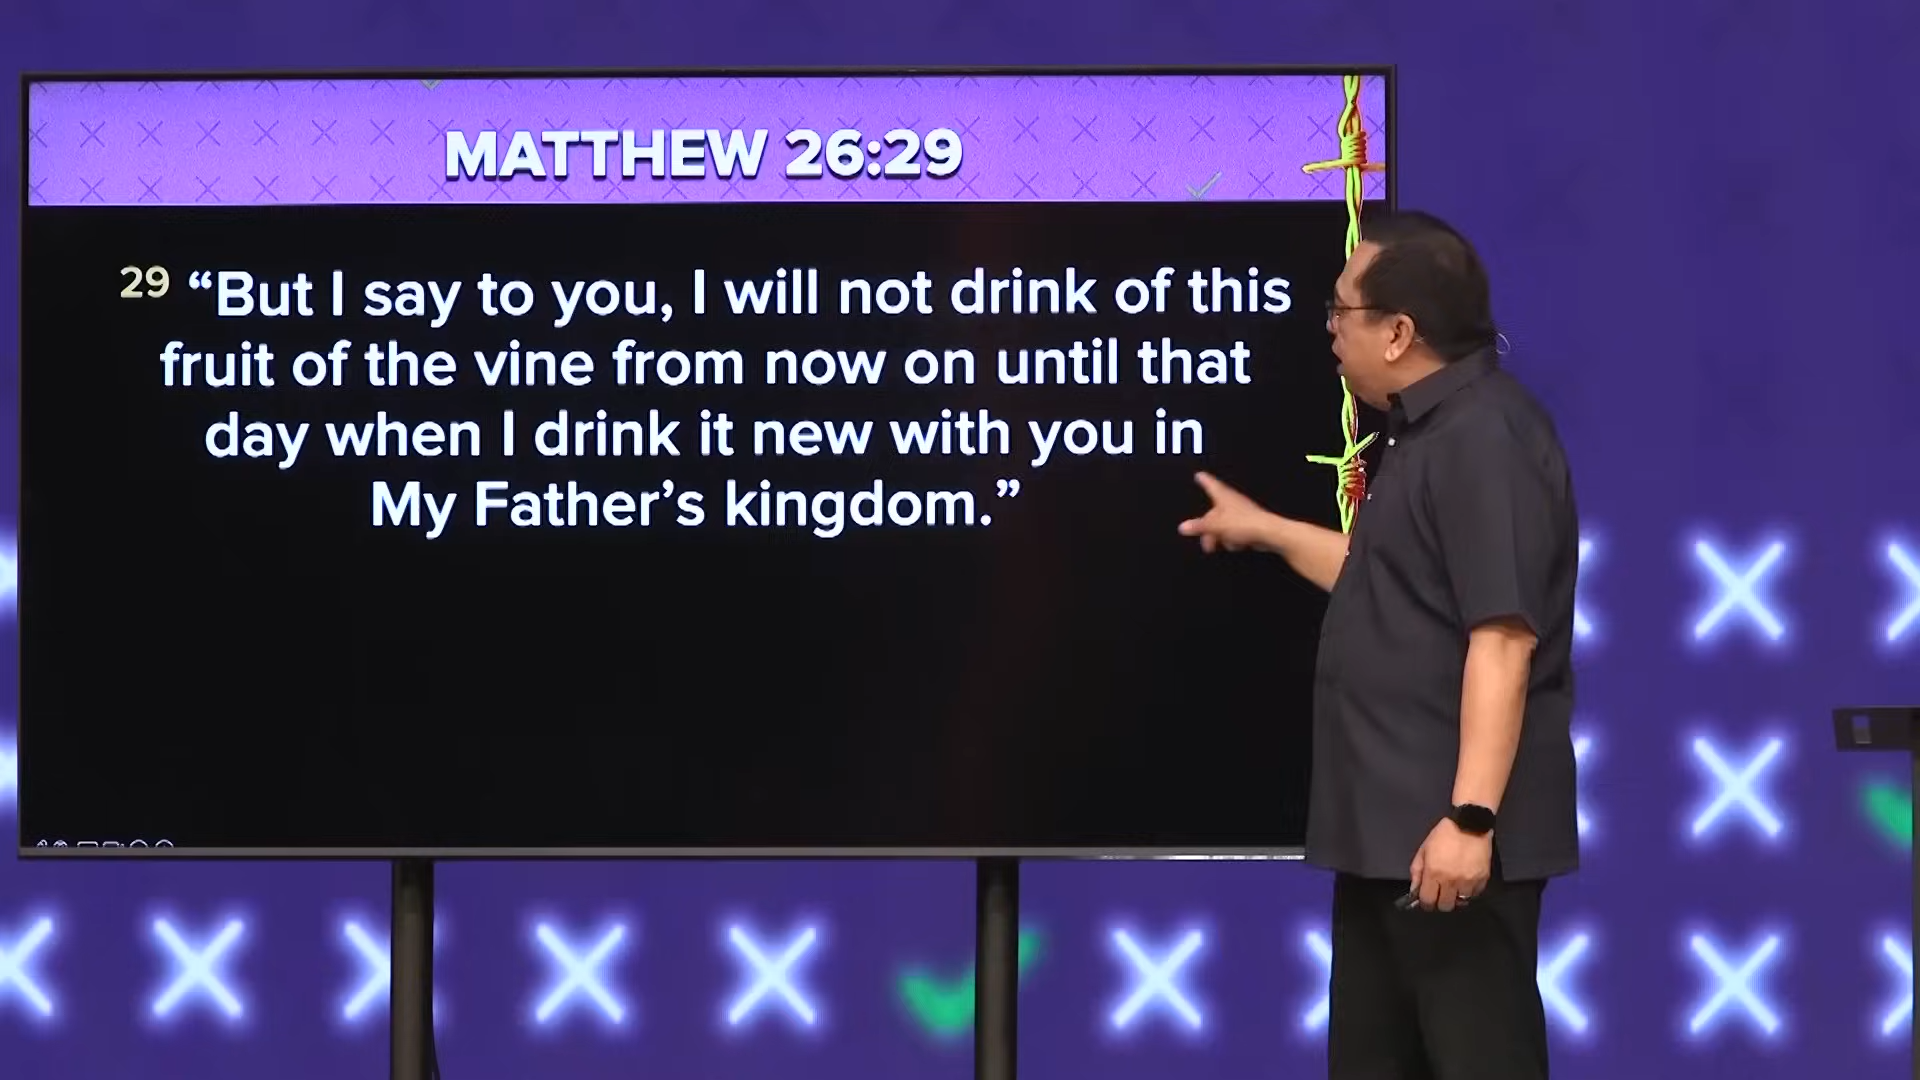 MATTHEW 26:29
29 “But I say to you, I will not drink of this
fruit of the vine from now on until that
day when I drink it new with you in
My Father’s kingdom.”